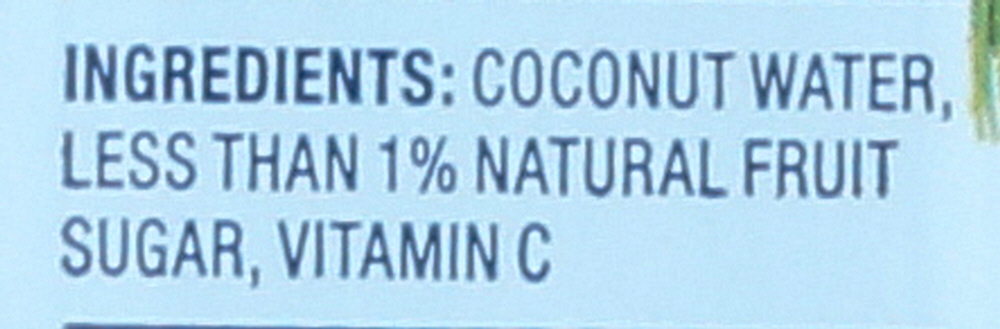 INGREDIENTS: COCONUT WATER,
LESS THAN 1% NATURAL FRUIT
SUGAR, VITAMIN C